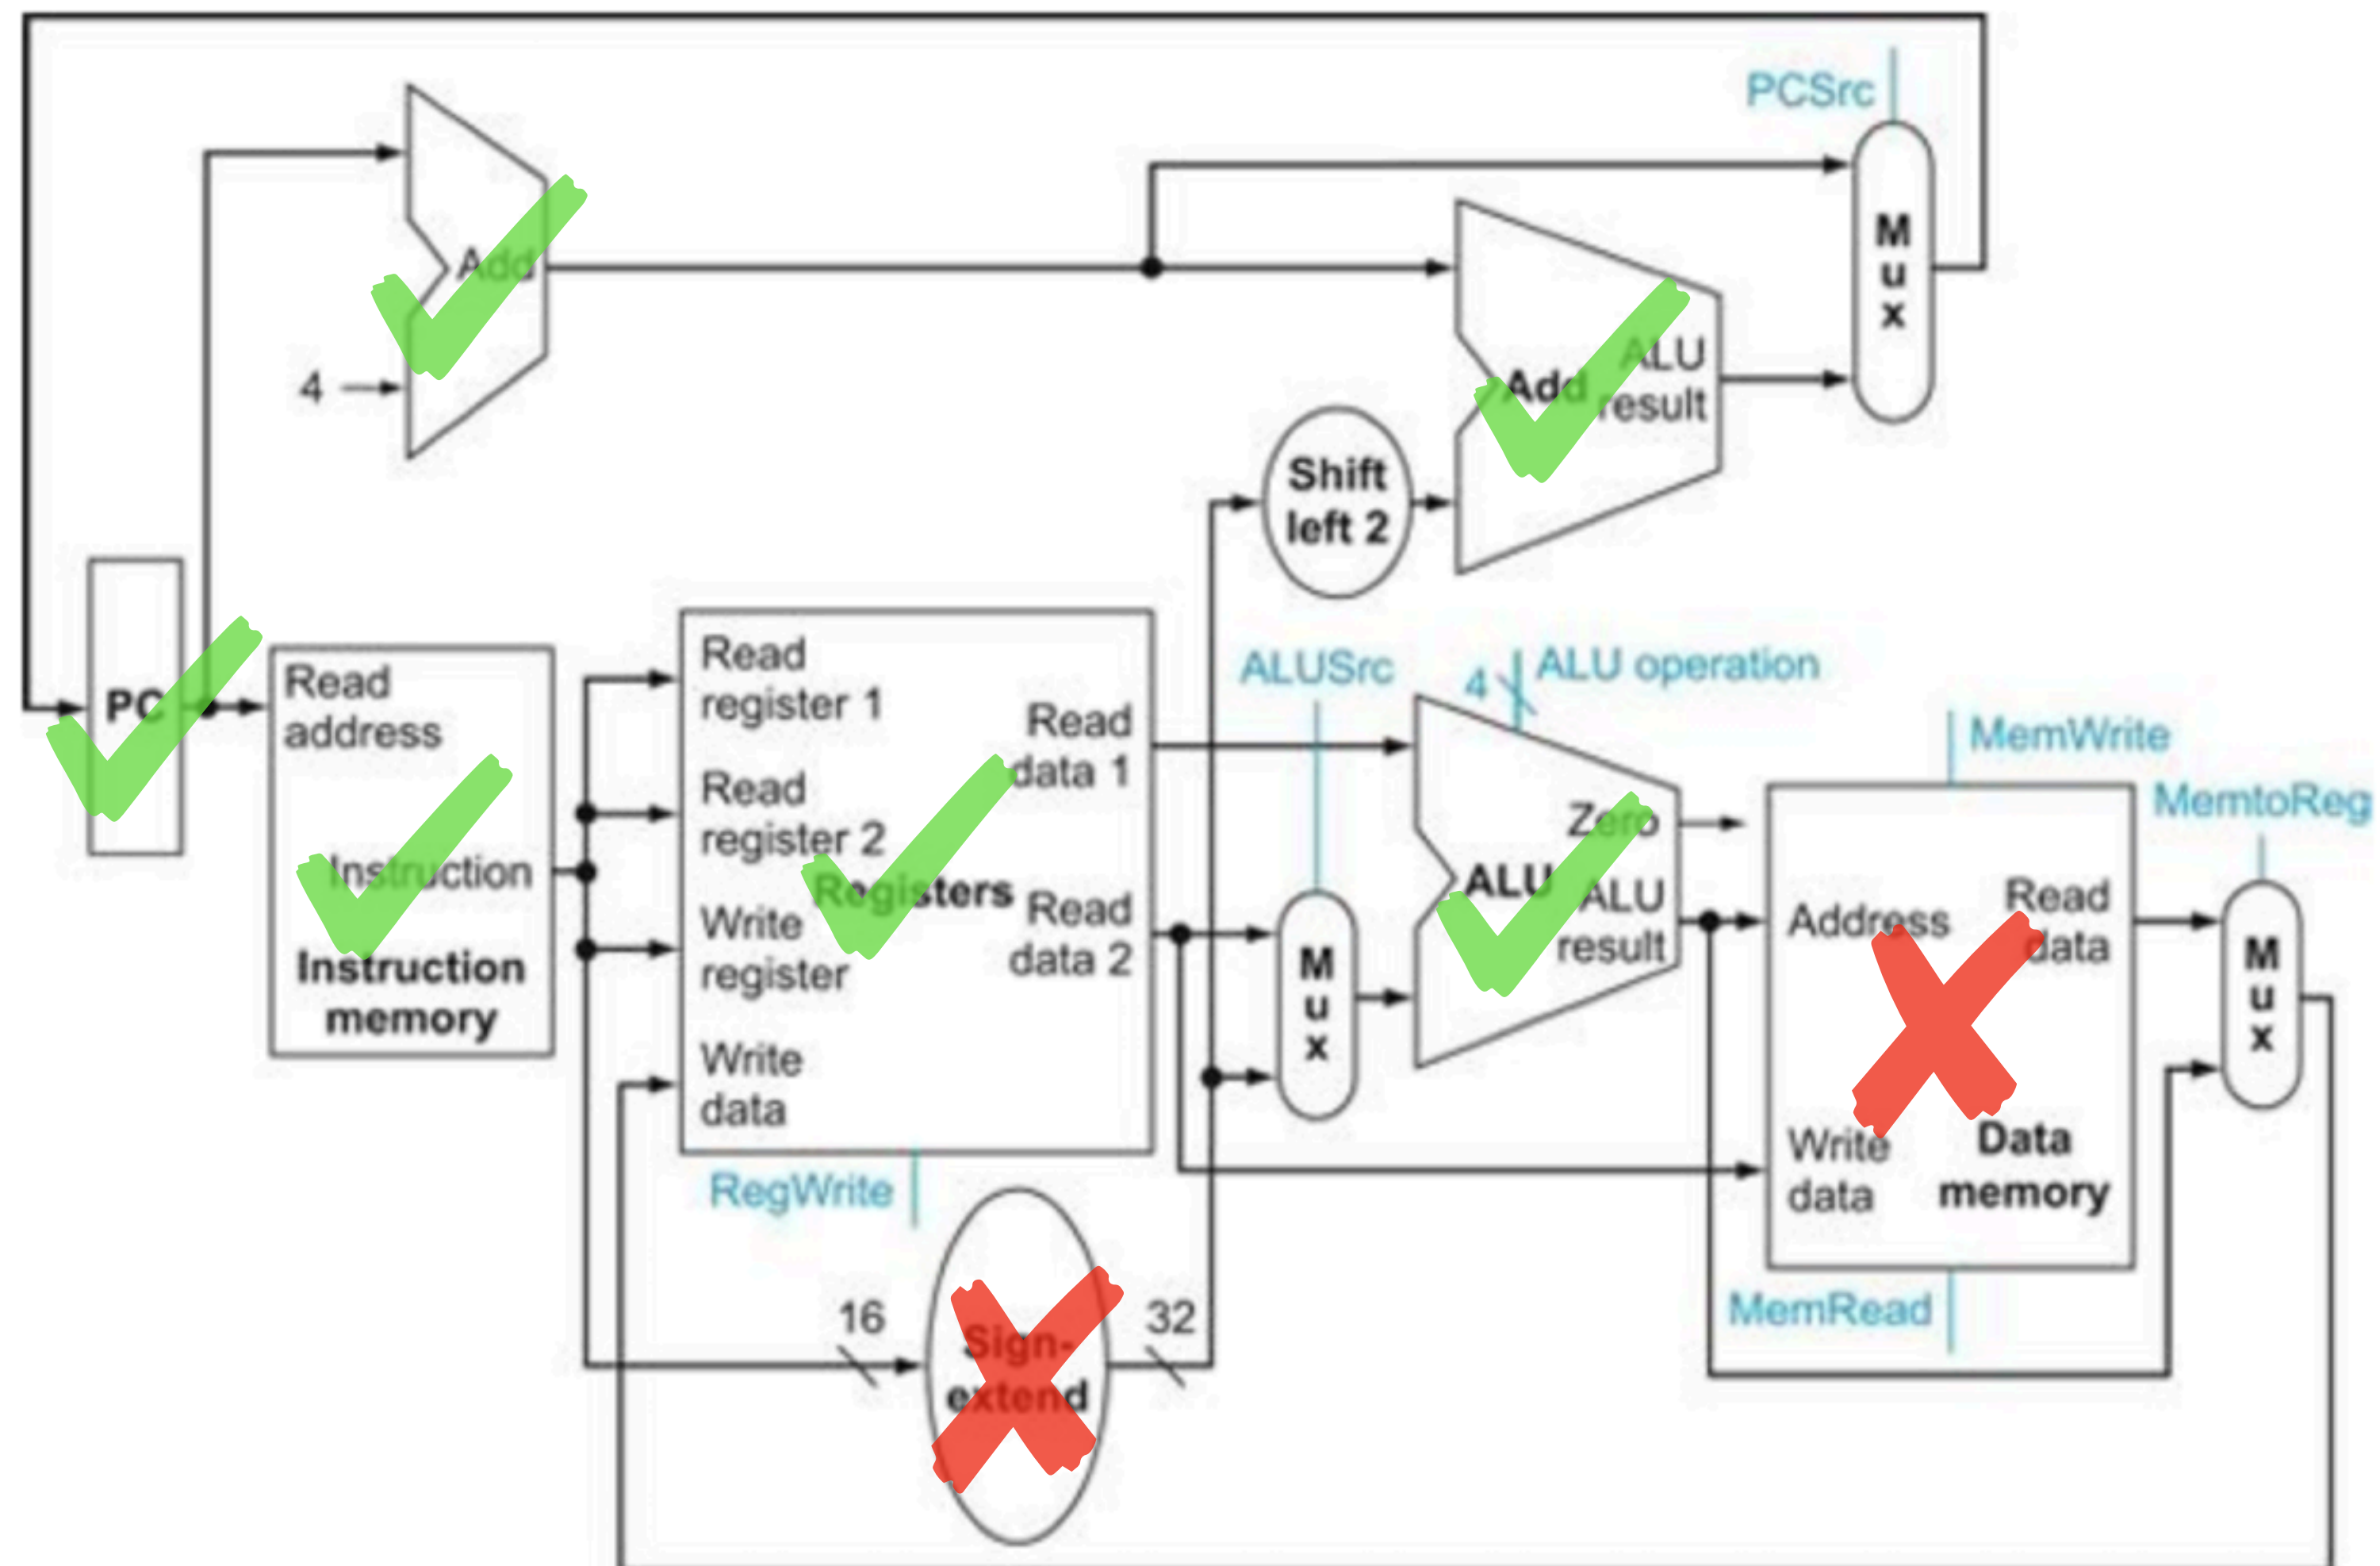 PCSrc
M
u
x
Add
4
Add
ALU
result
Shift
left 2
PC
Read
address
Instruction
Instruction
memory
Read
register 1
Read
register 2
Write
register
Write
data
Registers
Read
data 1
Read
data 2
RegWrite
ALUSrc
M
u
x
4
ALU operation
Zero
ALU
ALU
result
MemWrite
Address
Read
data
Write
data
Data
memory
MemRead
MemtoReg
M
u
x
16
Sign-
extend
32